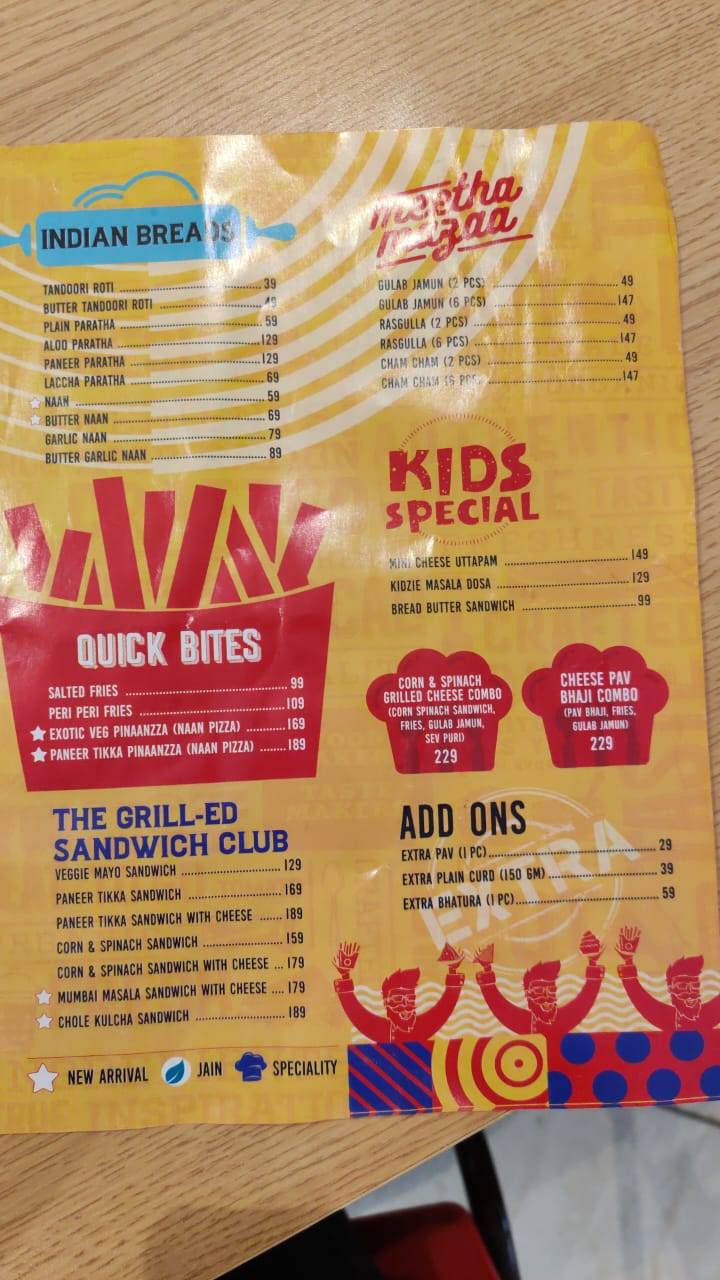 INDIAN BREADS
TANDOORI ROTI 39
BUTTER TANDOORI ROTI 49
PLAIN PARATHA 59
ALOO PARATHA 129
PANEER PARATHA 129
LACCHA PARATHA 69
NAAN 59
BUTTER NAAN 69
GARLIC NAAN 79
BUTTER GARLIC NAAN 89
QUICK BITES
SALTED FRIES 99
PERI PERI FRIES 109
EXOTIC VEG PINAANZZA (NAAN PIZZA) 169
PANEER TIKKA PINAANZZA (NAAN PIZZA) 189
THE GRILL-ED
SANDWICH CLUB
VEGGIE MAYO SANDWICH 129
PANEER TIKKA SANDWICH 169
PANEER TIKKA SANDWICH WITH CHEESE 189
CORN & SPINACH SANDWICH 159
CORN & SPINACH SANDWICH WITH CHEESE 179
MUMBAI MASALA SANDWICH WITH CHEESE 179
CHOLE KULCHA SANDWICH 189
NEW ARRIVAL JAIN SPECIALITY
meetha
mazaa
GULAB JAMUN (2 PCS) 49
GULAB JAMUN (6 PCS) 147
RASGULLA (2 PCS) 49
RASGULLA (6 PCS) 147
CHAM CHAM (2 PCS) 49
CHAM CHAM (6 PCS) 147
KIDS
SPECIAL
MINI CHEESE UTTAPAM 149
KIDZIE MASALA DOSA 129
BREAD BUTTER SANDWICH 99
CORN & SPINACH
GRILLED CHEESE COMBO
(CORN SPINACH SANDWICH,
FRIES, GULAB JAMUN,
SEV PURI)
229
CHEESE PAV
BHAJI COMBO
(PAV BHAJI, FRIES,
GULAB JAMUN)
229
ADD ONS
EXTRA PAV (1 PC) 29
EXTRA PLAIN CURD (150 GM) 39
EXTRA BHATURA (1 PC) 59
EXTRA